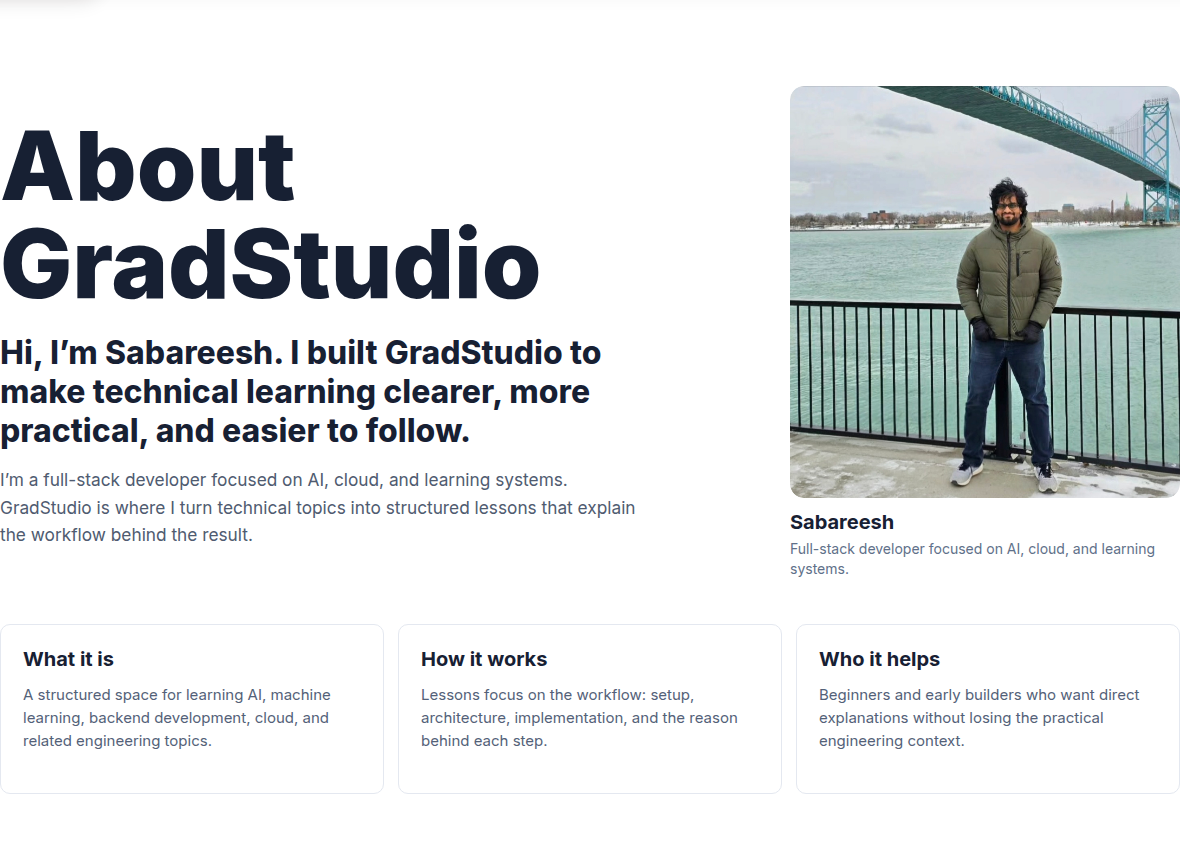 About
GradStudio
Hi, I’m Sabareesh. I built GradStudio to
make technical learning clearer, more
practical, and easier to follow.
I’m a full-stack developer focused on AI, cloud, and learning systems.
GradStudio is where I turn technical topics into structured lessons that explain
the workflow behind the result.
Sabareesh
Full-stack developer focused on AI, cloud, and learning
systems.
What it is
A structured space for learning AI, machine
learning, backend development, cloud, and
related engineering topics.
How it works
Lessons focus on the workflow: setup,
architecture, implementation, and the reason
behind each step.
Who it helps
Beginners and early builders who want direct
explanations without losing the practical
engineering context.